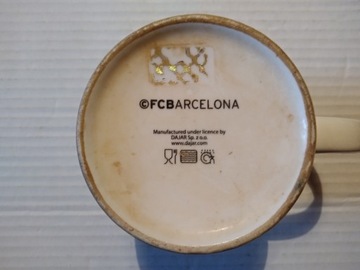 ©FCBARCELONA
Manufactured under licence by
DAJAR Sp. z o.o.
www.dajar.com